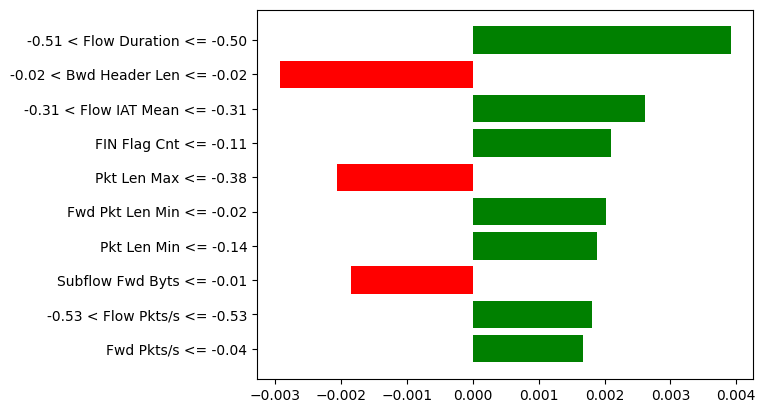 -0.51 < Flow Duration <= -0.50
-0.02 < Bwd Header Len <= -0.02
-0.31 < Flow IAT Mean <= -0.31
FIN Flag Cnt <= -0.11
Pkt Len Max <= -0.38
Fwd Pkt Len Min <= -0.02
Pkt Len Min <= -0.14
Subflow Fwd Byts <= -0.01
-0.53 < Flow Pkts/s <= -0.53
Fwd Pkts/s <= -0.04
−0.003 −0.002 −0.001 0.000 0.001 0.002 0.003 0.004